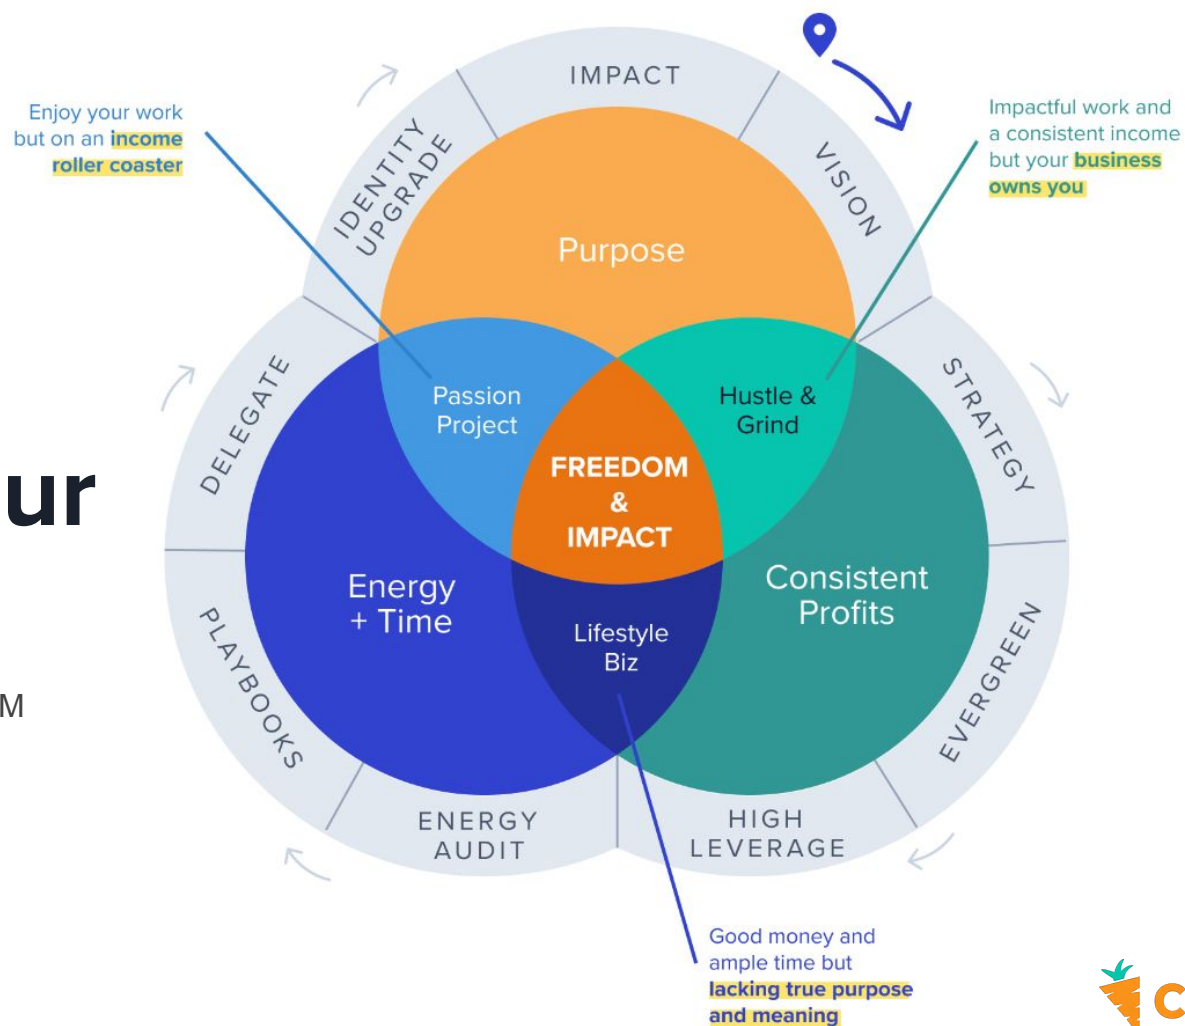 IMPACT
Enjoy your work
but on an income
roller coaster
Impactful work and
a consistent income
but your business
owns you
IDENTITY
UPGRADE
VISION
Purpose
DELEGATE
STRATEGY
Passion
Project
Hustle &
Grind
FREEDOM
&
IMPACT
ur
Energy
+ Time
Consistent
Profits
PLAYBOOKS
Lifestyle
Biz
EVERGREEN
M
ENERGY
AUDIT
HIGH
LEVERAGE
Good money and
ample time but
lacking true purpose
and meaning
C